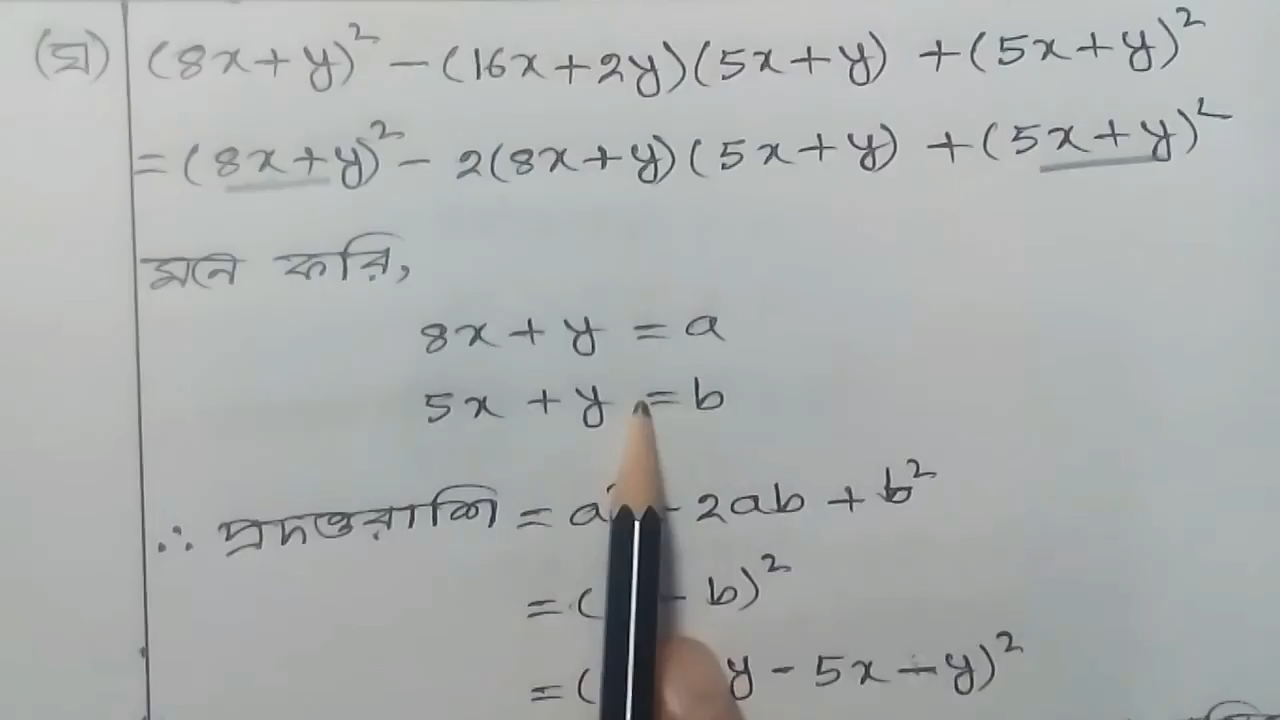 (ঘ) (8x+y)² - (16x+2y)(5x+y) + (5x+y)²
= (8x+y)² - 2(8x+y)(5x+y) + (5x+y)²
মনে করি,
8x + y = a
5x + y = b
∴ প্রদত্তরাশি = a - 2ab + b²
= ( - b)²
= ( y - 5x - y)²